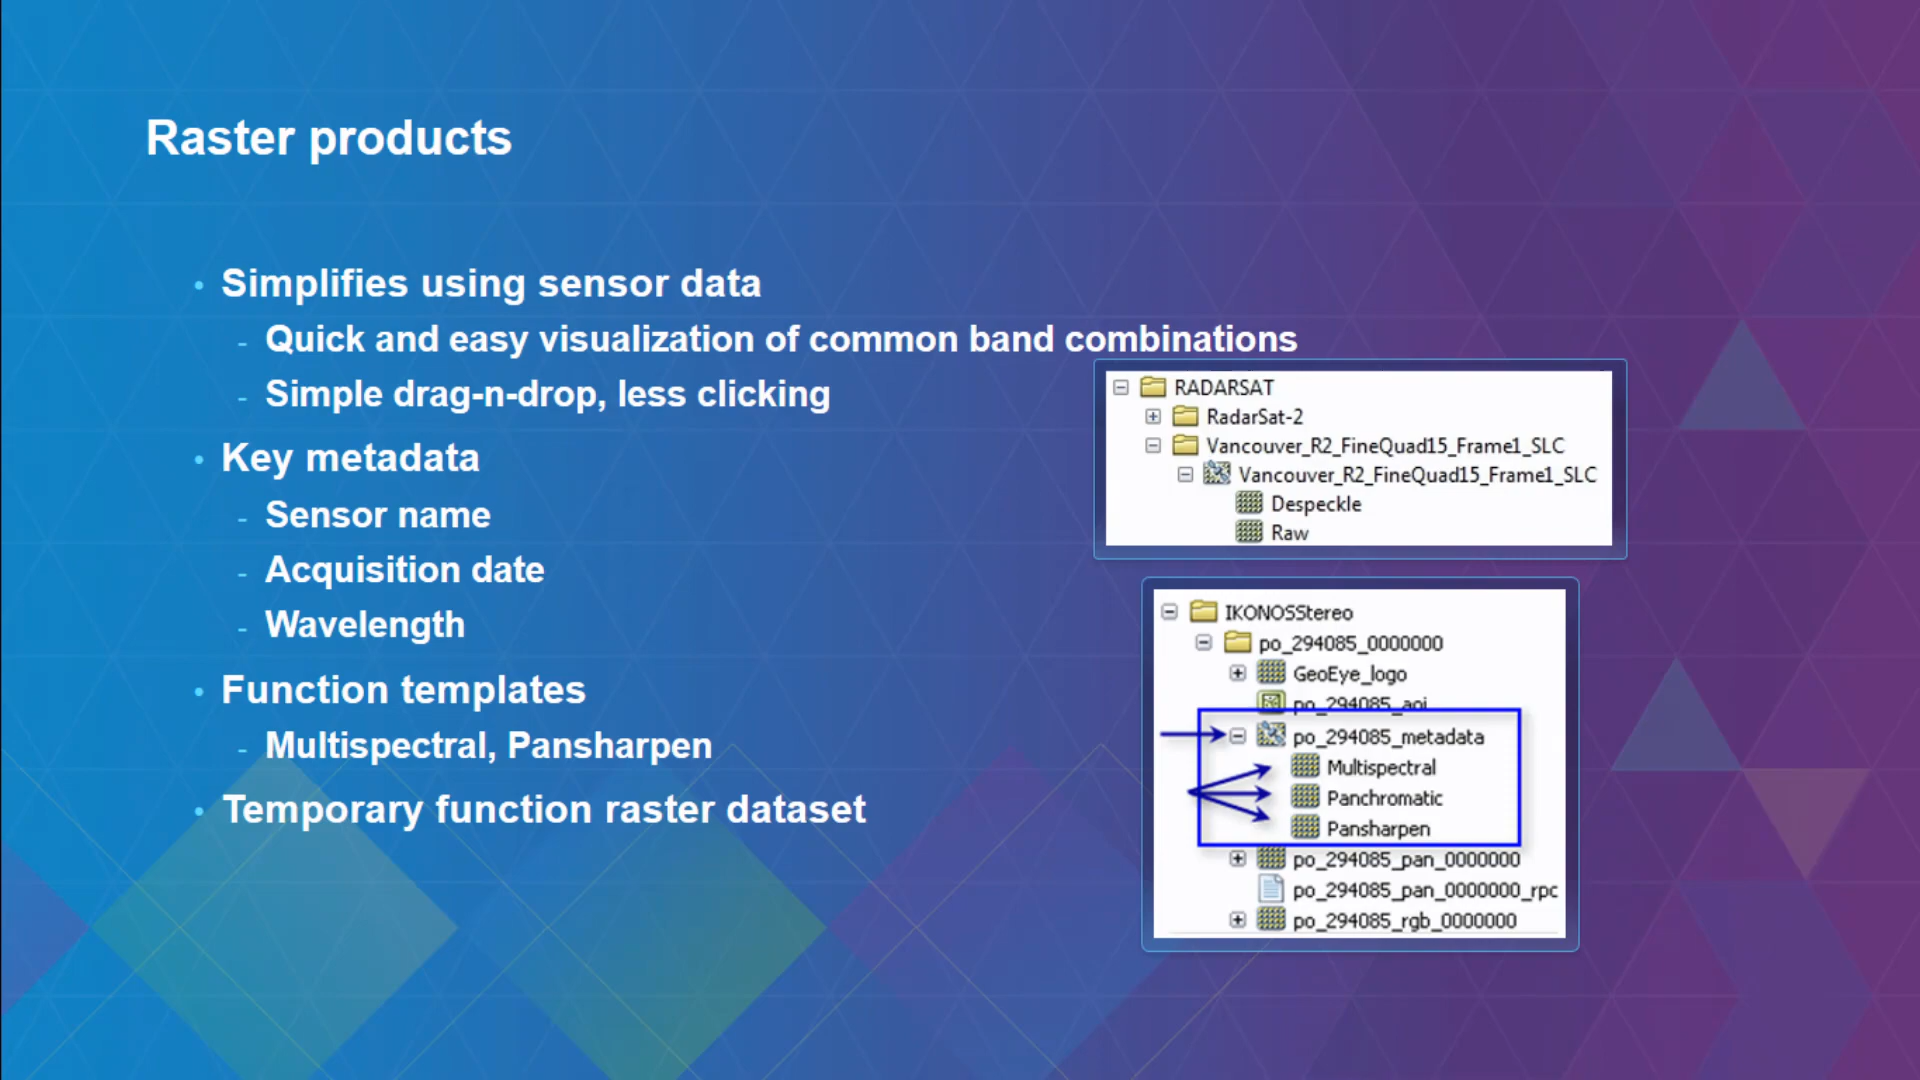 Raster products
• Simplifies using sensor data
- Quick and easy visualization of common band combinations
- Simple drag-n-drop, less clicking
• Key metadata
- Sensor name
- Acquisition date
- Wavelength
• Function templates
- Multispectral, Pansharpen
• Temporary function raster dataset
RADARSAT
RadarSat-2
Vancouver_R2_FineQuad15_Frame1_SLC
Vancouver_R2_FineQuad15_Frame1_SLC
Despeckle
Raw
IKONOSStereo
po_294085_0000000
GeoEye_logo
po_294085_aoi
po_294085_metadata
Multispectral
Panchromatic
Pansharpen
po_294085_pan_0000000
po_294085_pan_0000000_rpc
po_294085_rgb_0000000